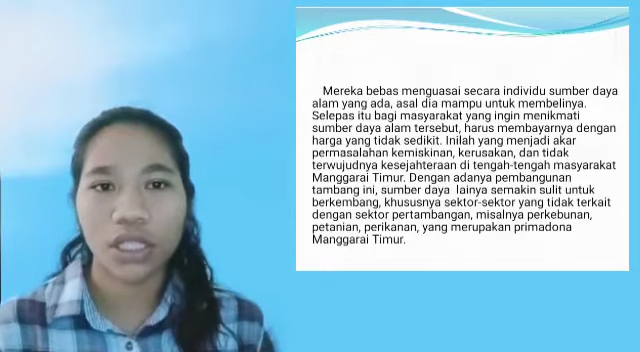 Mereka bebas menguasai secara individu sumber daya
alam yang ada, asal dia mampu untuk membelinya.
Selepas itu bagi masyarakat yang ingin menikmati
sumber daya alam tersebut, harus membayarnya dengan
harga yang tidak sedikit. Inilah yang menjadi akar
permasalahan kemiskinan, kerusakan, dan tidak
terwujudnya kesejahteraan di tengah-tengah masyarakat
Manggarai Timur. Dengan adanya pembangunan
tambang ini, sumber daya lainya semakin sulit untuk
berkembang, khususnya sektor-sektor yang tidak terkait
dengan sektor pertambangan, misalnya perkebunan,
petanian, perikanan, yang merupakan primadona
Manggarai Timur.